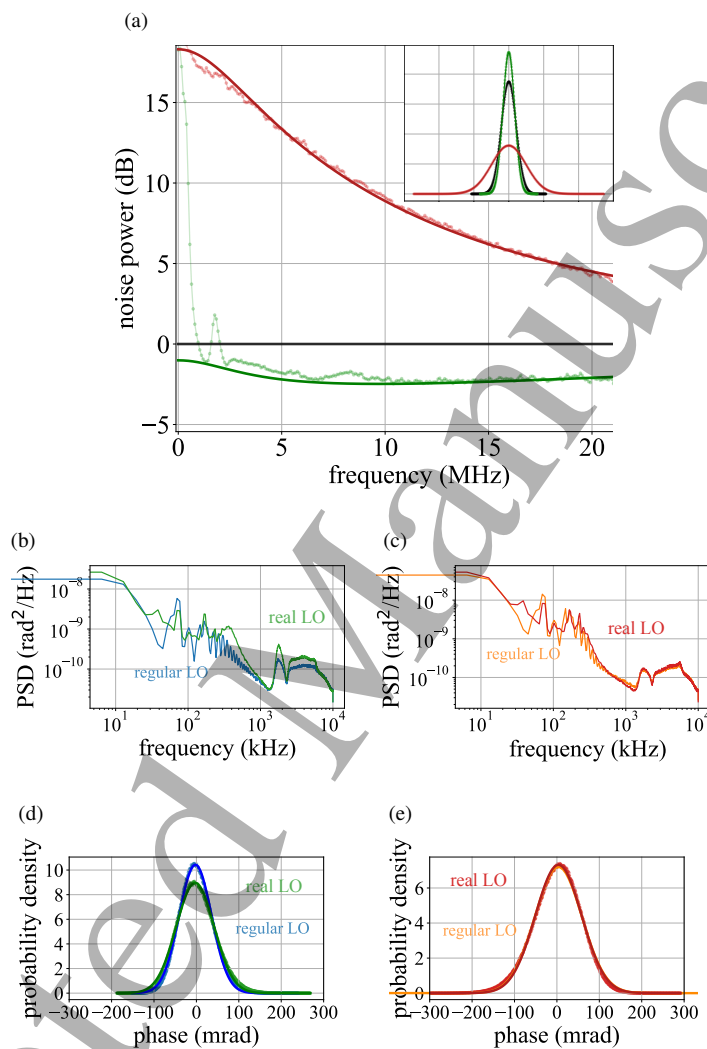 (a)
15
10
5
0
−5
noise power (dB)
0 5 10 15 20
frequency (MHz)
(b)
(c)
10⁻⁸
10⁻⁹
10⁻¹⁰
PSD (rad²/Hz)
real LO
regular LO
10¹ 10² 10³ 10⁴
frequency (kHz)
10⁻⁸
10⁻⁹
10⁻¹⁰
PSD (rad²/Hz)
real LO
regular LO
10¹ 10² 10³ 10⁴
frequency (kHz)
(d)
(e)
10
8
6
4
2
0
probability density
real LO
regular LO
−300 −200 −100 0 100 200 300
phase (mrad)
6
4
2
0
probability density
real LO
regular LO
−300 −200 −100 0 100 200 300
phase (mrad)
ted Manusc